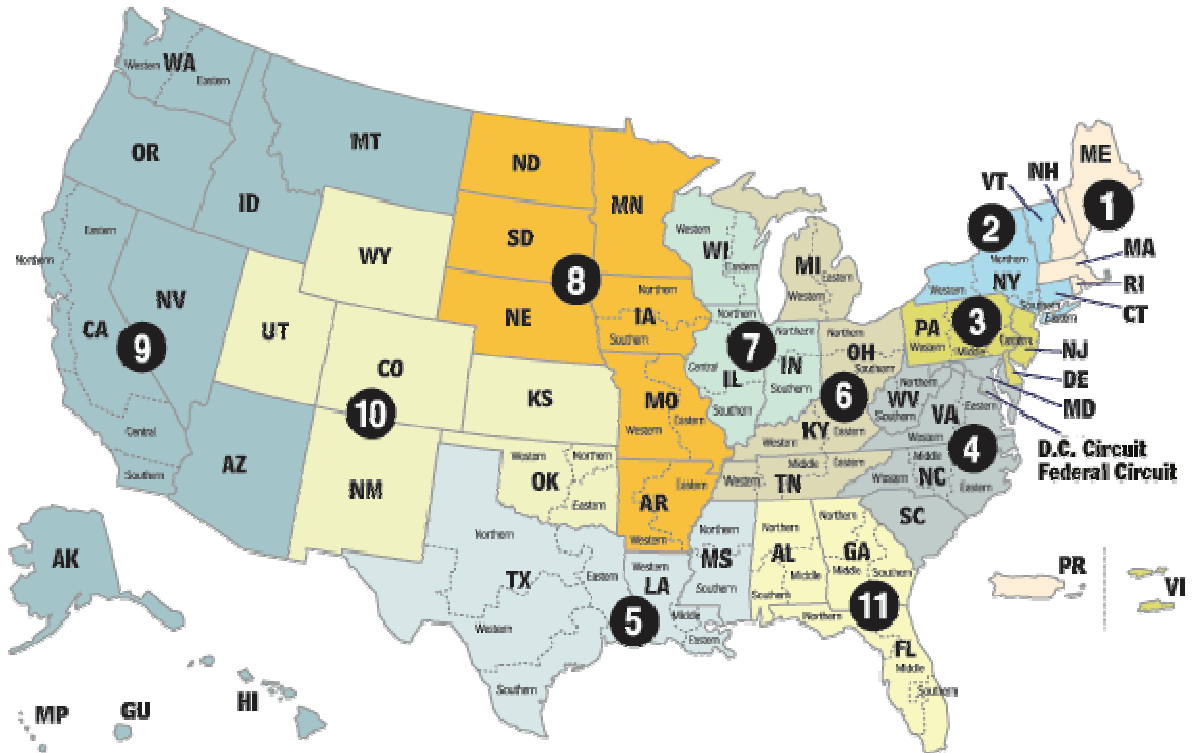 WA
Western
Eastern
MT
ND
MN
OR
ID
SD
WY
NE
8
Northern
IA
Southern
Western
WI
Eastern
MI
Eastern
Western
VT
NH
ME
1
2
Northern
NY
Western
Southern
Eastern
MA
RI
CT
PA
3
Western
Middle
Eastern
NJ
DE
MD
D.C. Circuit
Federal Circuit
Eastern
Northern
NV
CA
9
Central
Southern
UT
CO
10
KS
MO
Western
Eastern
Northern
7
Central
IL
Southern
Northern
IN
Southern
Northern
OH
Southern
6
KY
Western
Eastern
Northern
WV
Southern
VA
Eastern
Western
4
AZ
NM
Western
Northern
OK
Eastern
AR
Eastern
Western
Western
Middle
Eastern
TN
Middle
Western
NC
Eastern
SC
AK
Northern
TX
Eastern
Western
Southern
Western
LA
5
Middle
Eastern
Northern
MS
Southern
Northern
AL
Middle
Southern
Northern
GA
Middle
Southern
11
Northern
FL
Middle
Southern
PR
VI
HI
GU
MP